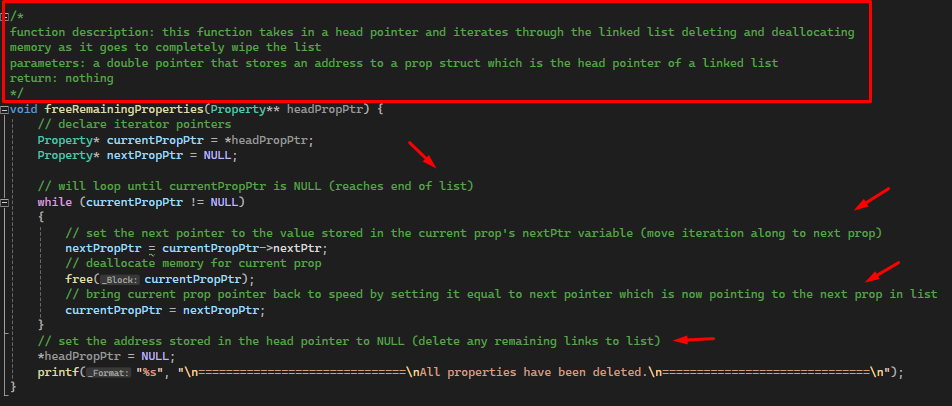 /*
function description: this function takes in a head pointer and iterates through the linked list deleting and deallocating
memory as it goes to completely wipe the list
parameters: a double pointer that stores an address to a prop struct which is the head pointer of a linked list
return: nothing
*/
void freeRemainingProperties(Property** headPropPtr) {
// declare iterator pointers
Property* currentPropPtr = *headPropPtr;
Property* nextPropPtr = NULL;
// will loop until currentPropPtr is NULL (reaches end of list)
while (currentPropPtr != NULL)
{
// set the next pointer to the value stored in the current prop's nextPtr variable (move iteration along to next prop)
nextPropPtr = currentPropPtr->nextPtr;
// deallocate memory for current prop
free(_Block: currentPropPtr);
// bring current prop pointer back to speed by setting it equal to next pointer which is now pointing to the next prop in list
currentPropPtr = nextPropPtr;
}
// set the address stored in the head pointer to NULL (delete any remaining links to list)
*headPropPtr = NULL;
printf(_Format: "%s", "\n==============================\nAll properties have been deleted.\n==============================\n");
}